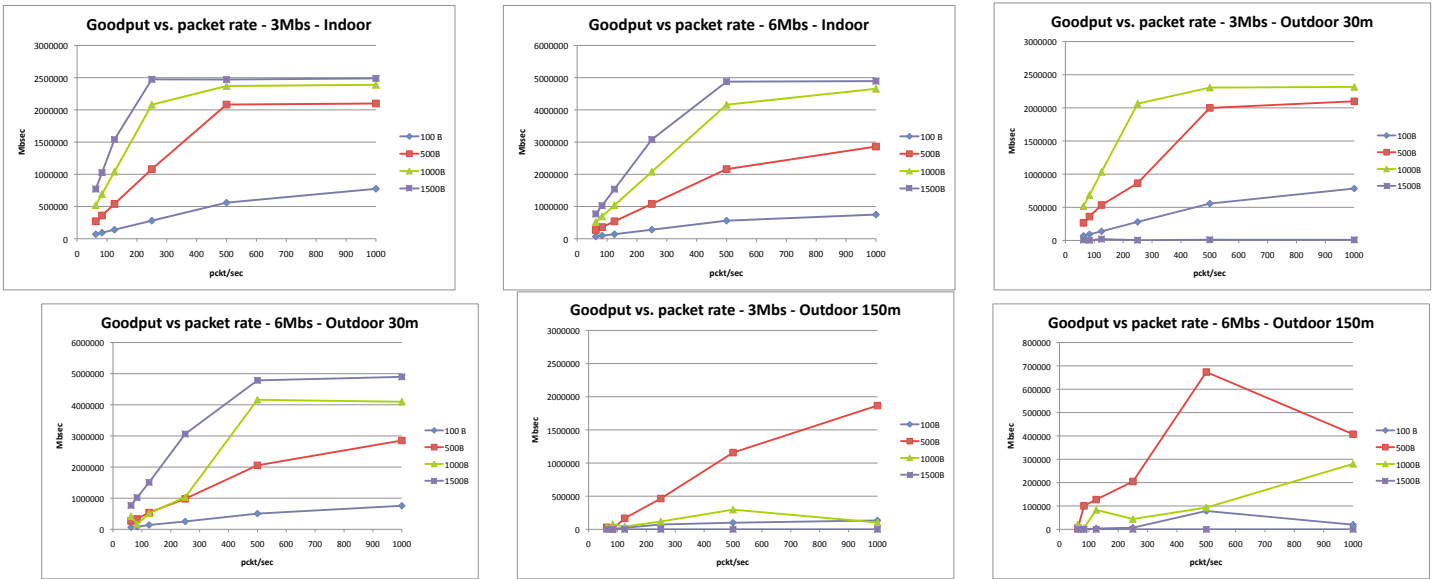 Goodput vs. packet rate - 3Mbs - Indoor
3000000
2500000
2000000
1500000
1000000
500000
0
0 100 200 300 400 500 600 700 800 900 1000
Mbsec
pckt/sec
100 B
500B
1000B
1500B
Goodput vs. packet rate - 6Mbs - Indoor
6000000
5000000
4000000
3000000
2000000
1000000
0
0 100 200 300 400 500 600 700 800 900 1000
Mbsec
pckt/sec
100 B
500B
1000B
1500B
Goodput vs. packet rate - 3Mbs - Outdoor 30m
3000000
2500000
2000000
1500000
1000000
500000
0
0 100 200 300 400 500 600 700 800 900 1000
Mbsec
pckt/sec
100B
500B
1000B
1500B
Goodput vs packet rate - 6Mbs - Outdoor 30m
6000000
5000000
4000000
3000000
2000000
1000000
0
0 100 200 300 400 500 600 700 800 900 1000
Mbsec
pckt/sec
100 B
500B
1000B
1500B
Goodput vs. packet rate - 3Mbs - Outdoor 150m
3000000
2500000
2000000
1500000
1000000
500000
0
0 100 200 300 400 500 600 700 800 900 1000
Mbsec
pckt/sec
100B
500B
1000B
1500B
Goodput vs packet rate - 6Mbs - Outdoor 150m
800000
700000
600000
500000
400000
300000
200000
100000
0
0 100 200 300 400 500 600 700 800 900 1000
Mbsec
pckt/sec
100 B
500B
1000B
1500B